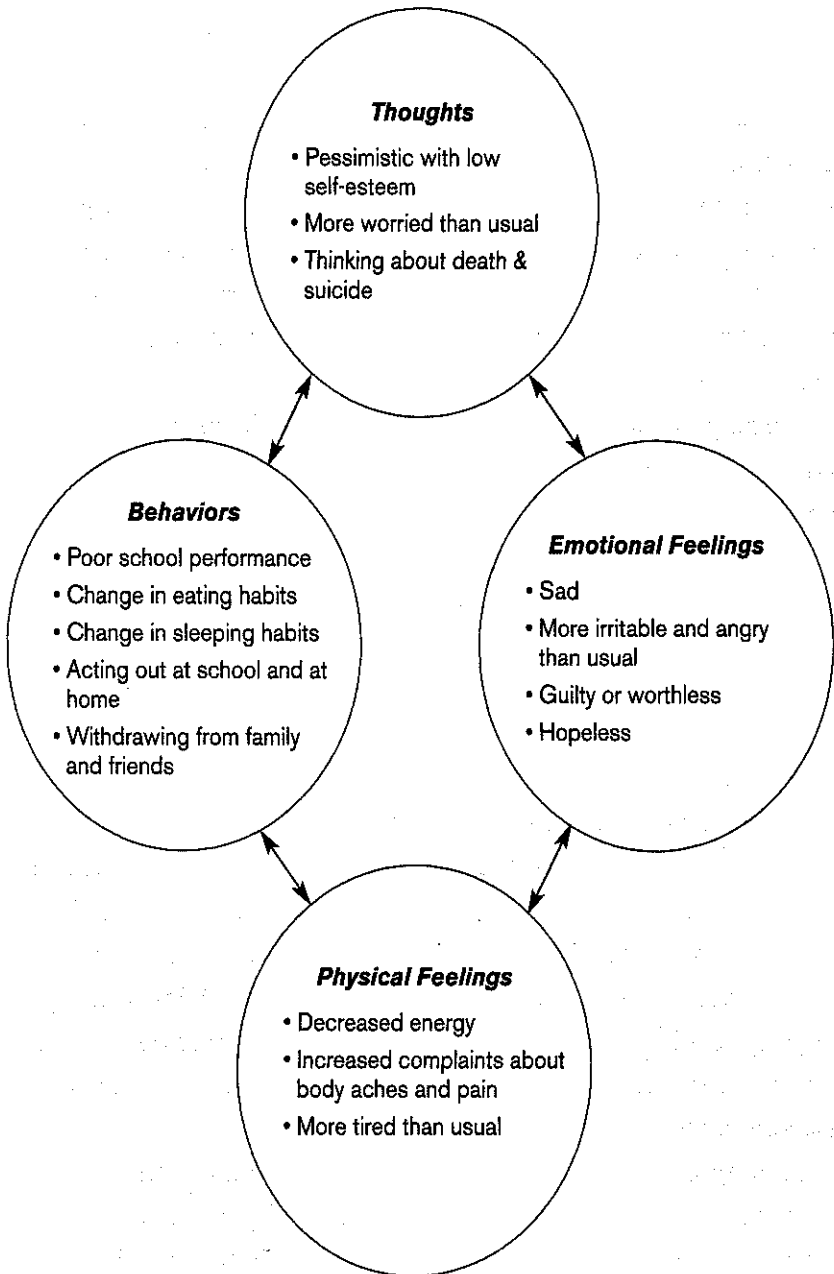 Thoughts
• Pessimistic with low
self-esteem
• More worried than usual
• Thinking about death &
suicide
Behaviors
• Poor school performance
• Change in eating habits
• Change in sleeping habits
• Acting out at school and at
home
• Withdrawing from family
and friends
Emotional Feelings
• Sad
• More irritable and angry
than usual
• Guilty or worthless
• Hopeless
Physical Feelings
• Decreased energy
• Increased complaints about
body aches and pain
• More tired than usual